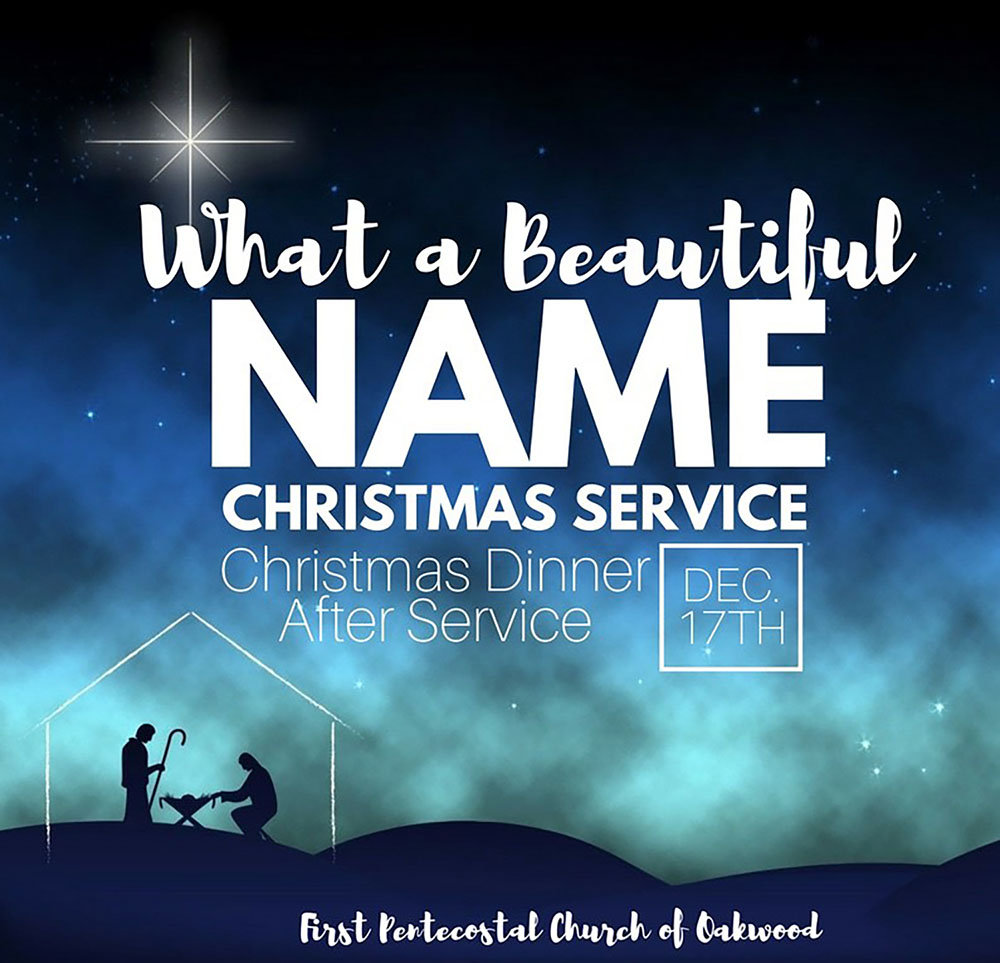 What a Beautiful
NAME
CHRISTMAS SERVICE
Christmas Dinner
After Service
DEC.
17TH
First Pentecostal Church of Oakwood